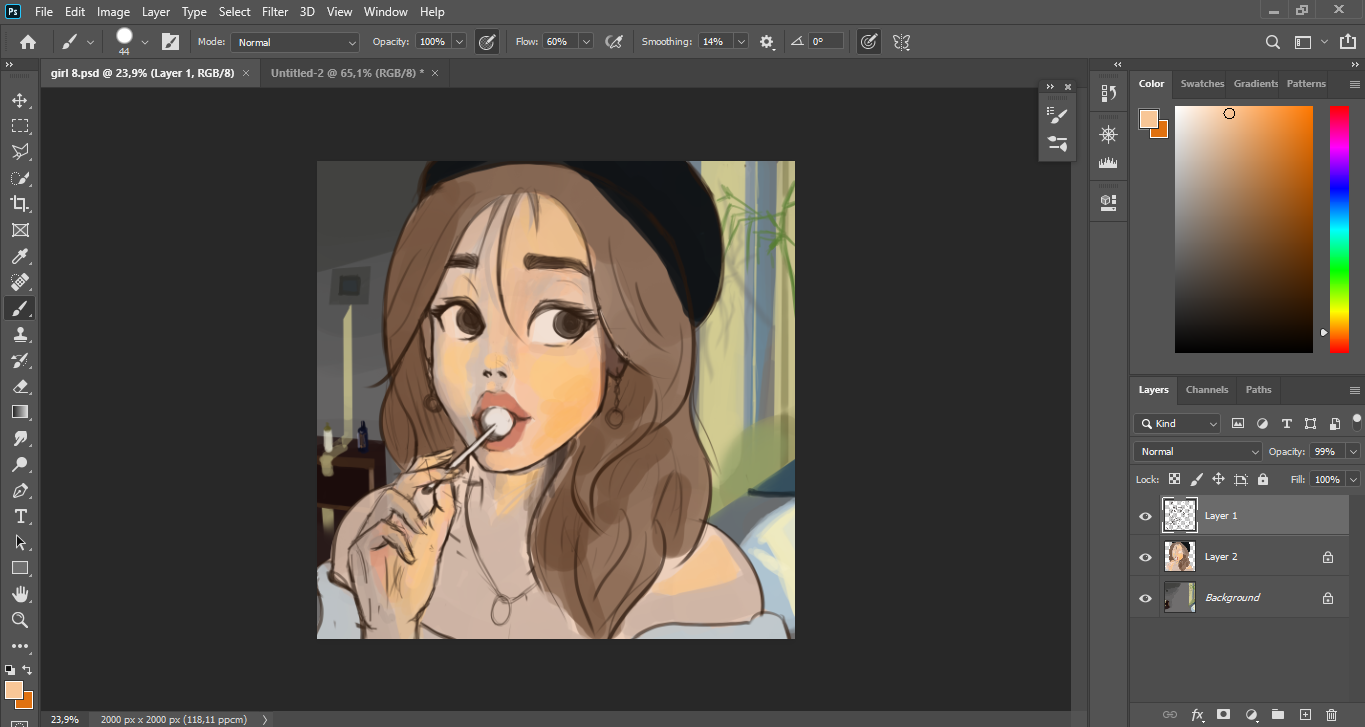 Ps File Edit Image Layer Type Select Filter 3D View Window Help
44 Mode: Normal Opacity: 100% Flow: 60% Smoothing: 14% 0°
girl 8.psd @ 23,9% (Layer 1, RGB/8) × Untitled-2 @ 65,1% (RGB/8) * ×
Color Swatches Gradients Patterns
Layers Channels Paths
Kind
Normal Opacity: 99%
Lock: Fill: 100%
Layer 1
Layer 2
Background
23,9% 2000 px x 2000 px (118,11 ppcm)
fx